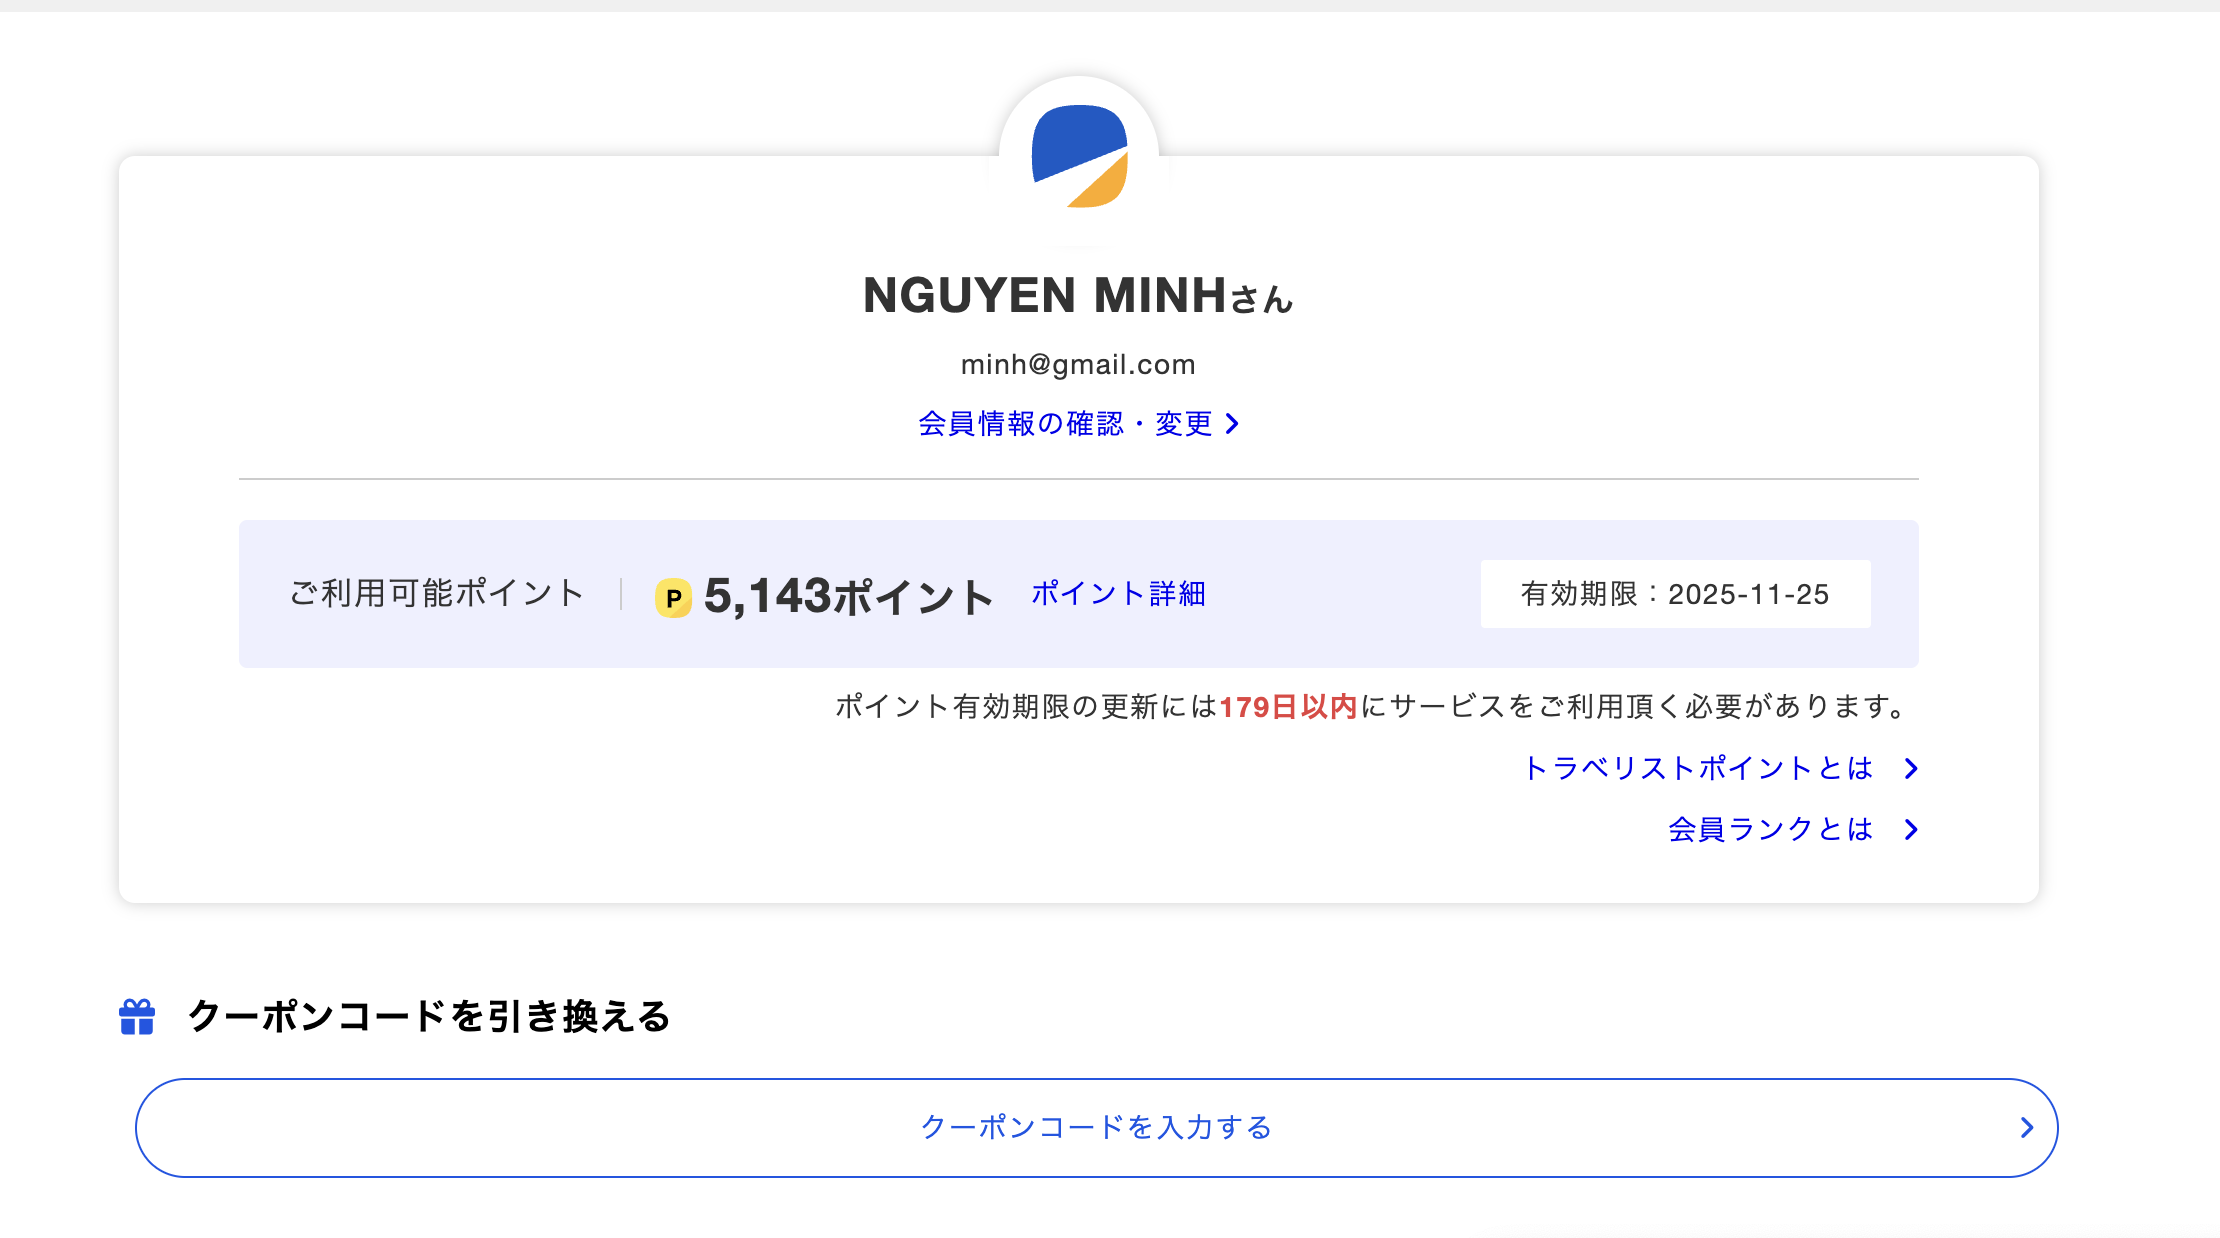 NGUYEN MINHさん
minh@gmail.com
会員情報の確認・変更
ご利用可能ポイント P 5,143ポイント ポイント詳細 有効期限：2025-11-25
ポイント有効期限の更新には179日以内にサービスをご利用頂く必要があります。
トラベリストポイントとは
会員ランクとは
クーポンコードを引き換える
クーポンコードを入力する